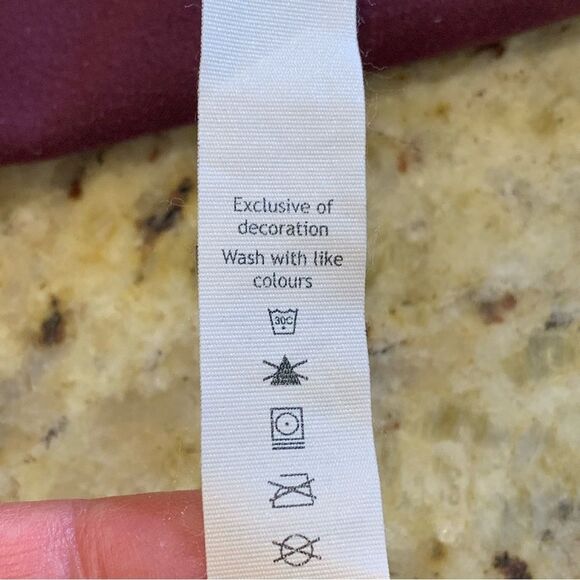 Exclusive of
decoration
Wash with like
colours
30C